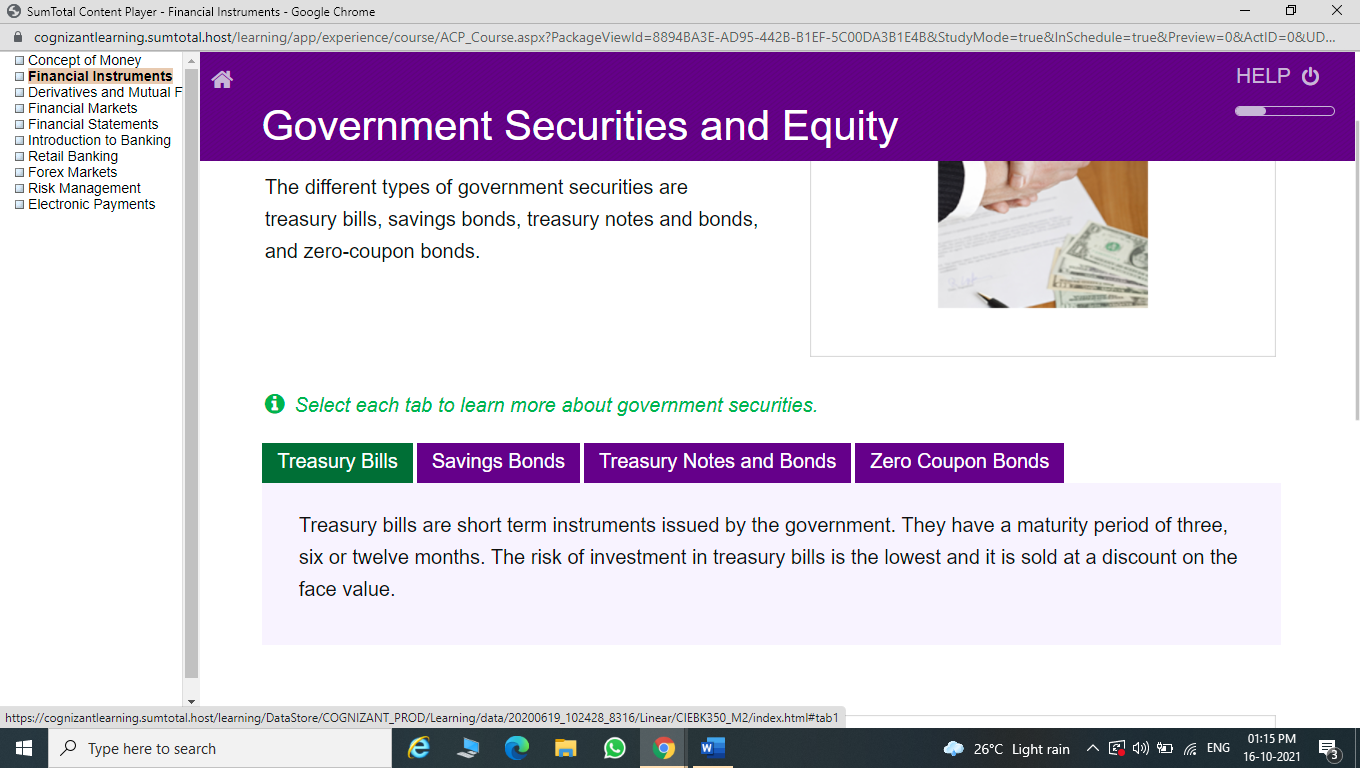 SumTotal Content Player - Financial Instruments - Google Chrome
cognizantlearning.sumtotal.host/learning/app/experience/course/ACP_Course.aspx?PackageViewId=8894BA3E-AD95-442B-B1EF-5C00DA3B1E4B&StudyMode=true&InSchedule=true&Preview=0&ActID=0&UD...
Concept of Money
Financial Instruments
Derivatives and Mutual F
Financial Markets
Financial Statements
Introduction to Banking
Retail Banking
Forex Markets
Risk Management
Electronic Payments
HELP
Government Securities and Equity
The different types of government securities are
treasury bills, savings bonds, treasury notes and bonds,
and zero-coupon bonds.
Select each tab to learn more about government securities.
Treasury Bills
Savings Bonds
Treasury Notes and Bonds
Zero Coupon Bonds
Treasury bills are short term instruments issued by the government. They have a maturity period of three,
six or twelve months. The risk of investment in treasury bills is the lowest and it is sold at a discount on the
face value.
https://cognizantlearning.sumtotal.host/learning/DataStore/COGNIZANT_PROD/Learning/data/20200619_102428_8316/Linear/CIEBK350_M2/index.html#tab1
Type here to search
26°C Light rain
ENG
01:15 PM
16-10-2021
3